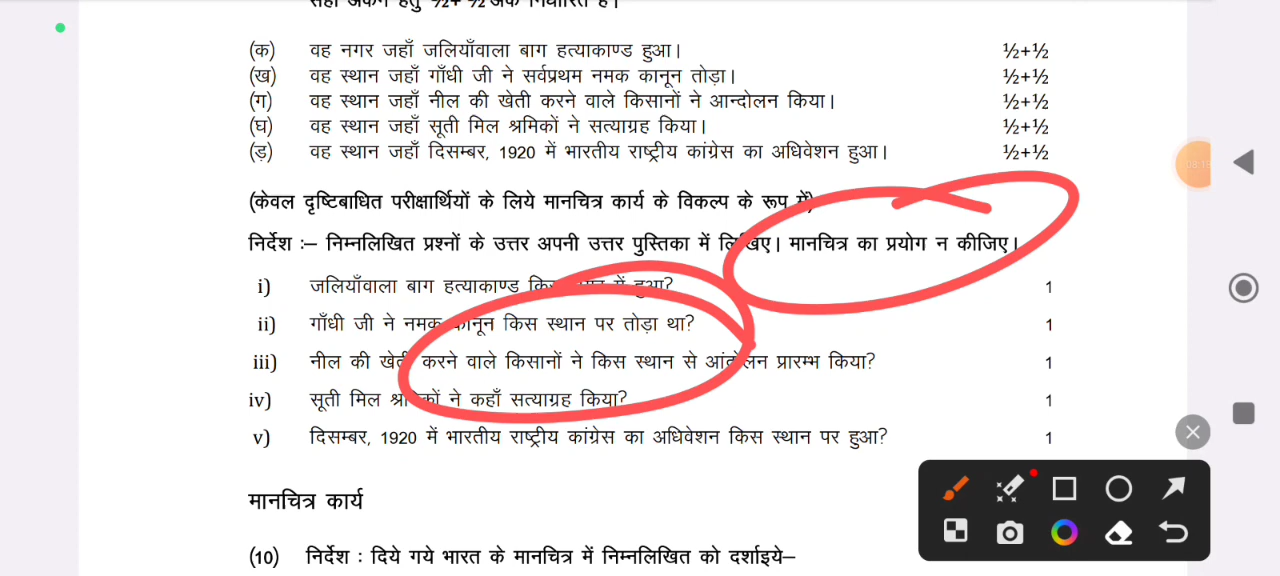 (क) वह नगर जहाँ जलियाँवाला बाग हत्याकाण्ड हुआ। ½+½
(ख) वह स्थान जहाँ गाँधी जी ने सर्वप्रथम नमक कानून तोड़ा। ½+½
(ग) वह स्थान जहाँ नील की खेती करने वाले किसानों ने आन्दोलन किया। ½+½
(घ) वह स्थान जहाँ सूती मिल श्रमिकों ने सत्याग्रह किया। ½+½
(ड़) वह स्थान जहाँ दिसम्बर, 1920 में भारतीय राष्ट्रीय कांग्रेस का अधिवेशन हुआ। ½+½
(केवल दृष्टिबाधित परीक्षार्थियों के लिये मानचित्र कार्य के विकल्प के रूप में)
निर्देश :– निम्नलिखित प्रश्नों के उत्तर अपनी उत्तर पुस्तिका में लिखिए। मानचित्र का प्रयोग न कीजिए।
i) जलियाँवाला बाग हत्याकाण्ड में हुआ? 1
ii) गाँधी जी ने नमक कानून किस स्थान पर तोड़ा था? 1
iii) नील की खेती करने वाले किसानों ने किस स्थान से आंदोलन प्रारम्भ किया? 1
iv) सूती मिल श्रमिकों ने कहाँ सत्याग्रह किया? 1
v) दिसम्बर, 1920 में भारतीय राष्ट्रीय कांग्रेस का अधिवेशन किस स्थान पर हुआ? 1
मानचित्र कार्य
(10) निर्देश : दिये गये भारत के मानचित्र में निम्नलिखित को दर्शाइये–